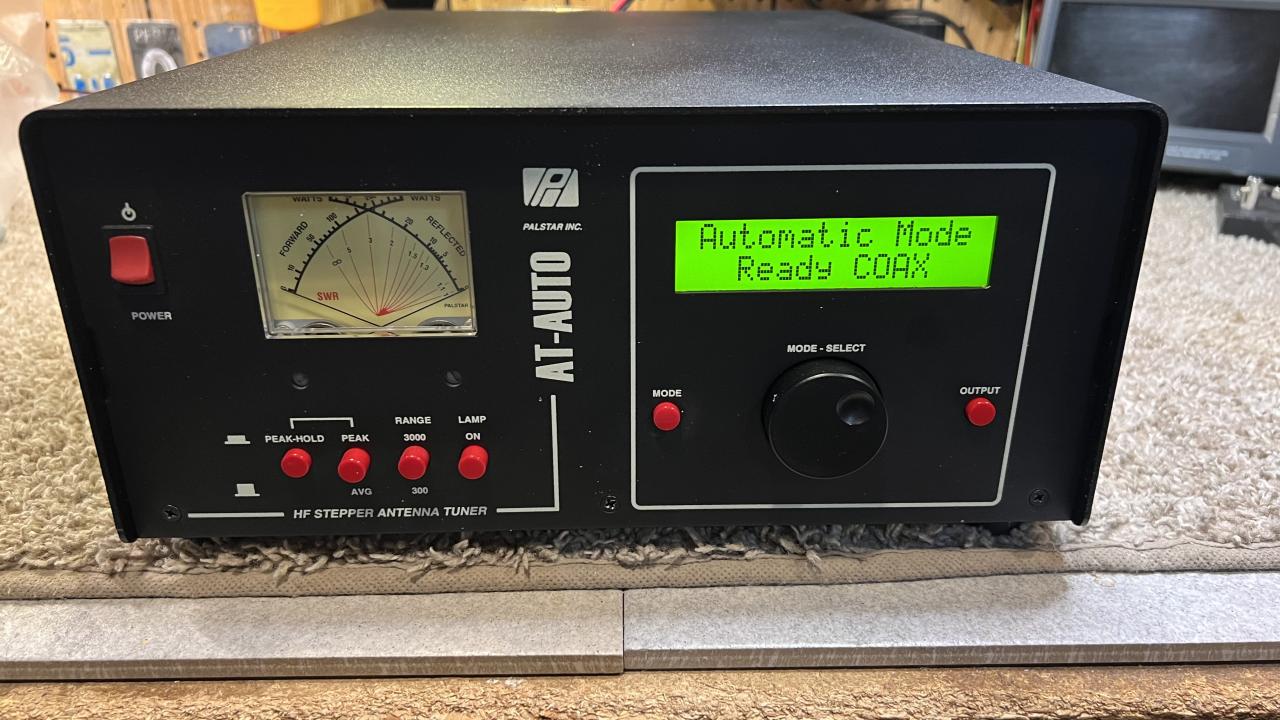 POWER
WATTS WATTS
FORWARD
REFLECTED
SWR
PALSTAR
PALSTAR INC.
AT-AUTO
Automatic Mode
Ready COAX
MODE - SELECT
MODE
OUTPUT
RANGE
LAMP
PEAK-HOLD
PEAK
3000
ON
AVG
300
HF STEPPER ANTENNA TUNER